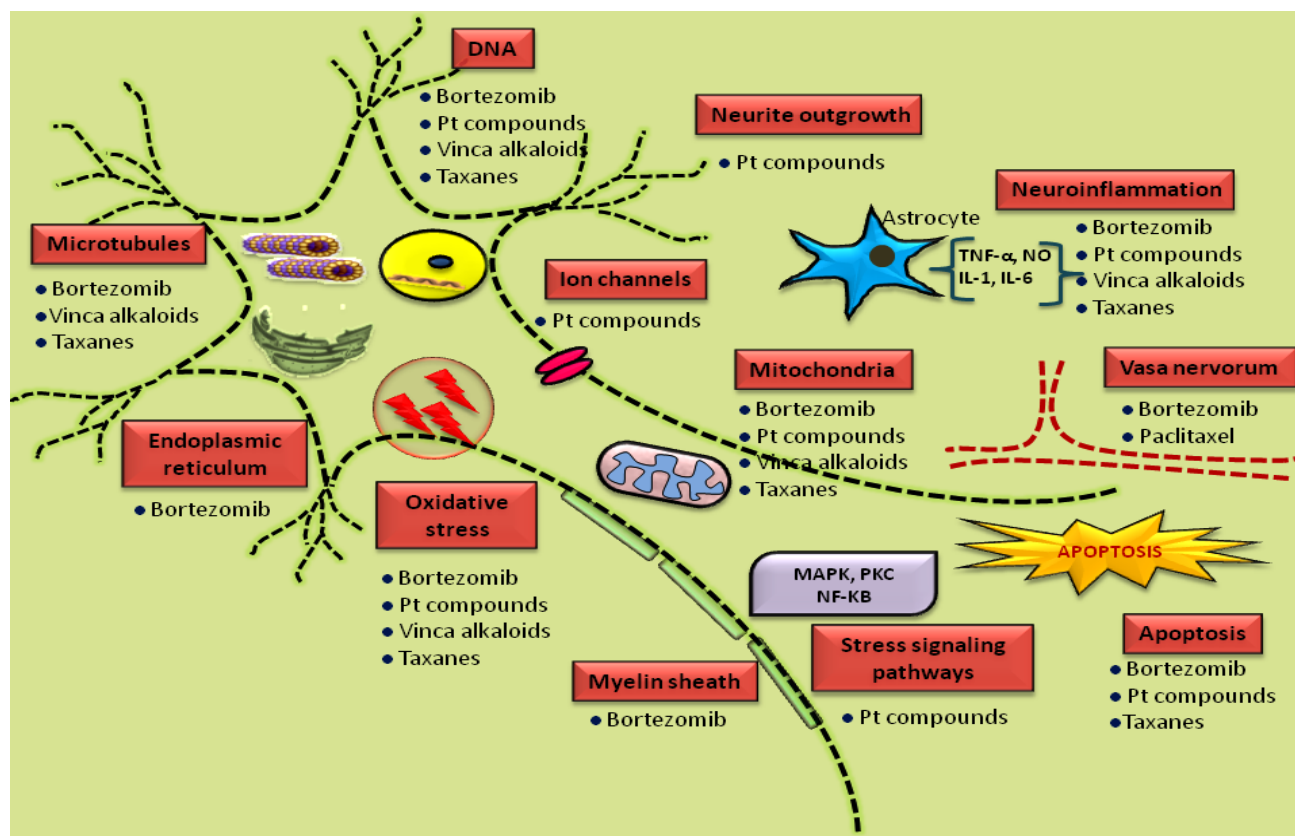 DNA
Bortezomib
Pt compounds
Vinca alkaloids
Taxanes
Neurite outgrowth
Pt compounds
Neuroinflammation
Bortezomib
Pt compounds
Vinca alkaloids
Taxanes
Astrocyte
TNF-α, NO
IL-1, IL-6
Microtubules
Bortezomib
Vinca alkaloids
Taxanes
Ion channels
Pt compounds
Mitochondria
Bortezomib
Pt compounds
Vinca alkaloids
Taxanes
Vasa nervorum
Bortezomib
Paclitaxel
Endoplasmic
reticulum
Bortezomib
Oxidative
stress
Bortezomib
Pt compounds
Vinca alkaloids
Taxanes
APOPTOSIS
MAPK, PKC
NF-KB
Stress signaling
pathways
Pt compounds
Apoptosis
Bortezomib
Pt compounds
Taxanes
Myelin sheath
Bortezomib